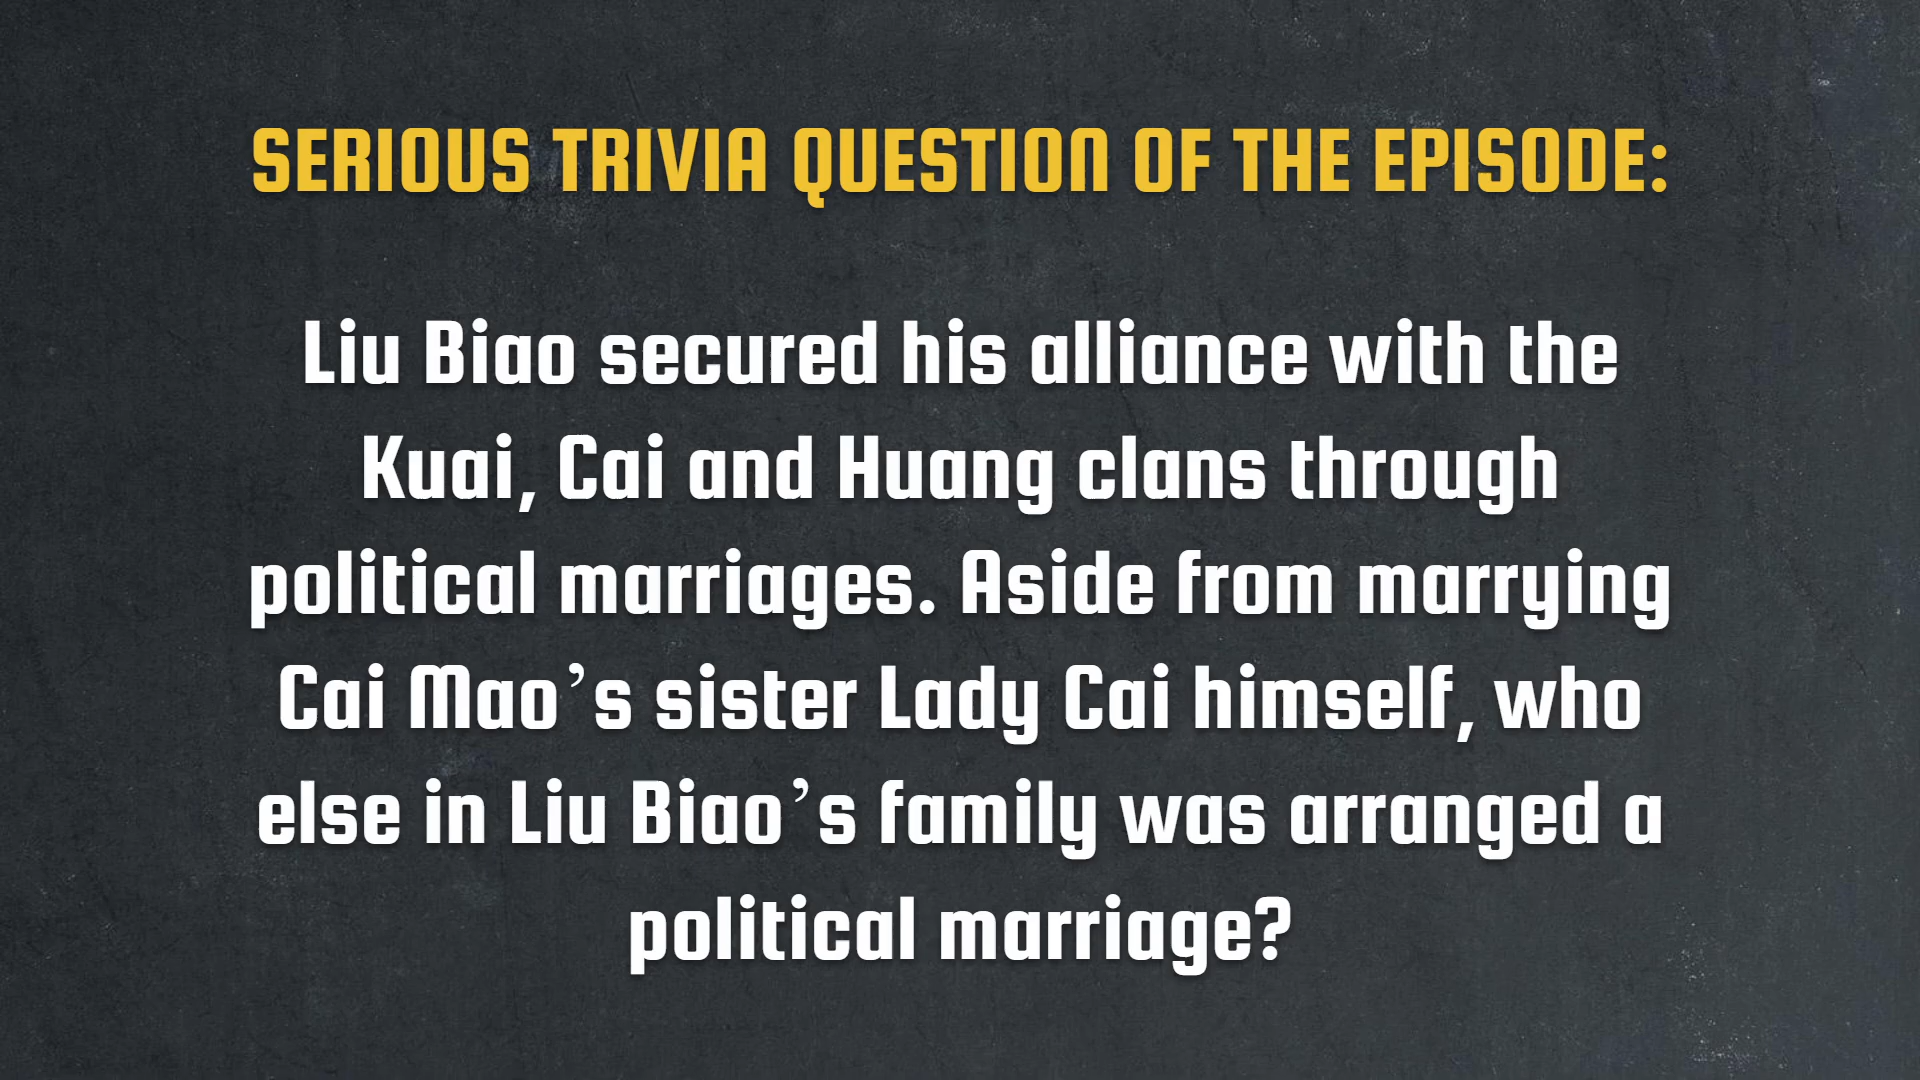 SERIOUS TRIVIA QUESTION OF THE EPISODE:
Liu Biao secured his alliance with the
Kuai, Cai and Huang clans through
political marriages. Aside from marrying
Cai Mao’s sister Lady Cai himself, who
else in Liu Biao’s family was arranged a
political marriage?